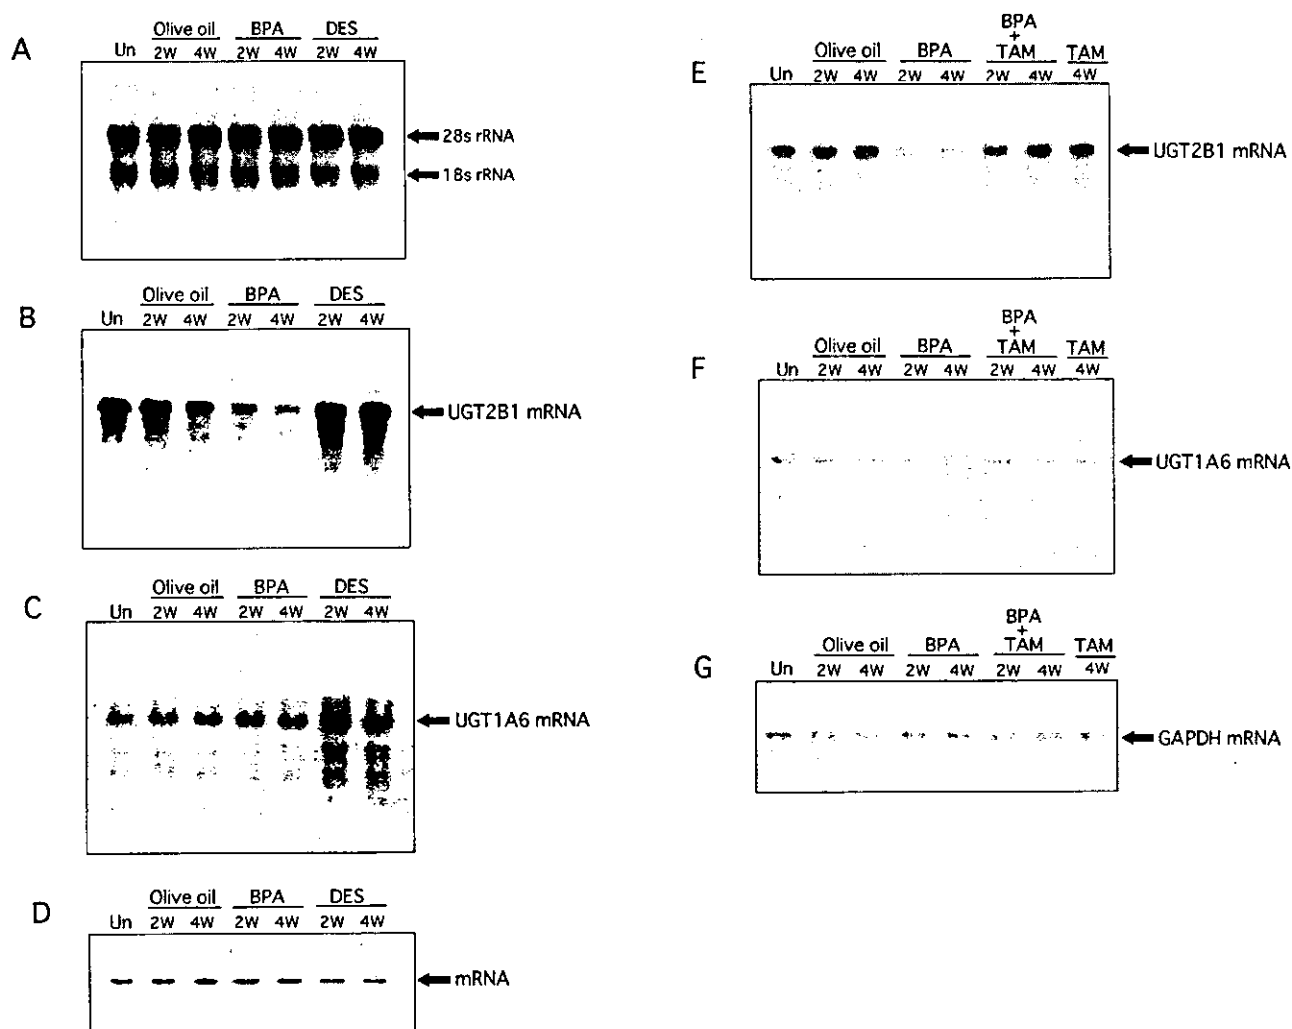 A
Olive oil BPA DES
Un 2W 4W 2W 4W 2W 4W
28s rRNA
18s rRNA
B
Olive oil BPA DES
Un 2W 4W 2W 4W 2W 4W
UGT2B1 mRNA
C
Olive oil BPA DES
Un 2W 4W 2W 4W 2W 4W
UGT1A6 mRNA
D
Olive oil BPA DES
Un 2W 4W 2W 4W 2W 4W
mRNA
E
BPA
+
Olive oil BPA TAM TAM
Un 2W 4W 2W 4W 2W 4W 4W
UGT2B1 mRNA
F
BPA
+
Olive oil BPA TAM TAM
Un 2W 4W 2W 4W 2W 4W 4W
UGT1A6 mRNA
G
BPA
+
Olive oil BPA TAM TAM
Un 2W 4W 2W 4W 2W 4W 4W
GAPDH mRNA